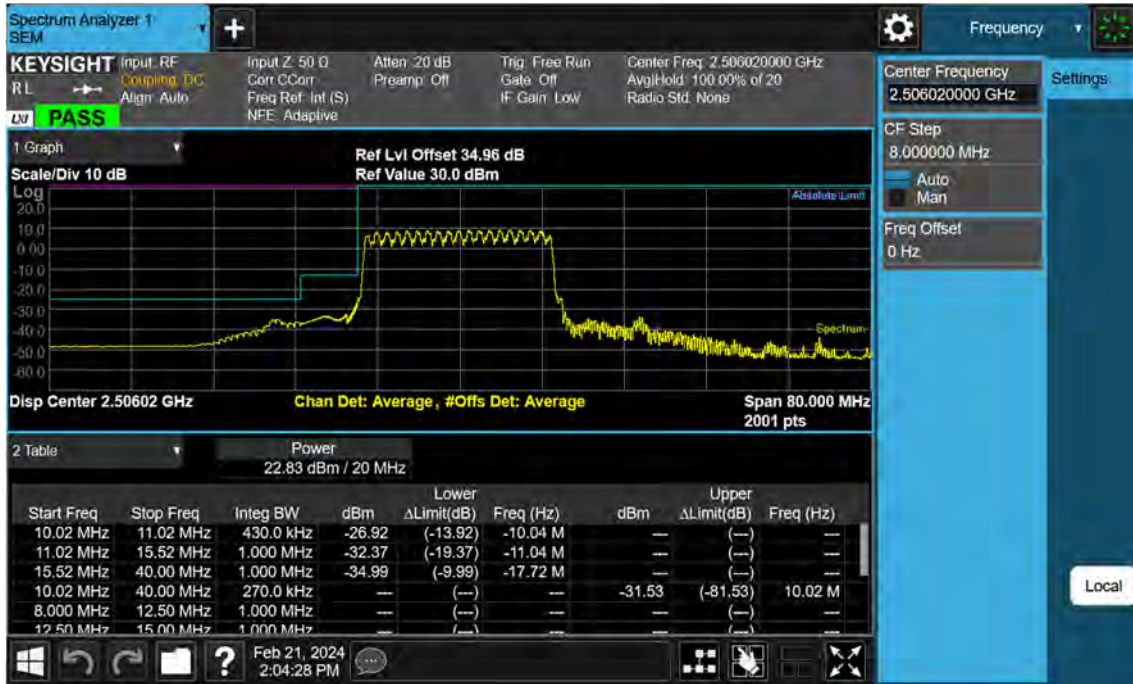 Spectrum Analyzer 1
SEM
Frequency
KEYSIGHT
RL
LXI PASS
Input: RF
Coupling: DC
Align: Auto
Input Z: 50 Ω
Corr CCorr
Freq Ref: Int (S)
NFE: Adaptive
Atten: 20 dB
Preamp: Off
Trig: Free Run
Gate: Off
IF Gain: Low
Center Freq: 2.506020000 GHz
Avg|Hold: 100.00% of 20
Radio Std: None
Center Frequency
2.506020000 GHz
Settings
CF Step
8.000000 MHz
Auto
Man
Freq Offset
0 Hz
Local
1 Graph
Scale/Div 10 dB
Ref Lvl Offset 34.96 dB
Ref Value 30.0 dBm
Log
Absolute Limit
20.0
10.0
0.00
-10.0
-20.0
-30.0
-40.0
-50.0
-60.0
Spectrum
Disp Center 2.50602 GHz
Chan Det: Average, #Offs Det: Average
Span 80.000 MHz
2001 pts
2 Table
Power
22.83 dBm / 20 MHz
Lower Upper
Start Freq Stop Freq Integ BW dBm ΔLimit(dB) Freq (Hz) dBm ΔLimit(dB) Freq (Hz)
10.02 MHz 11.02 MHz 430.0 kHz -26.92 (-13.92) -10.04 M --- (---) ---
11.02 MHz 15.52 MHz 1.000 MHz -32.37 (-19.37) -11.04 M --- (---) ---
15.52 MHz 40.00 MHz 1.000 MHz -34.99 (-9.99) -17.72 M --- (---) ---
10.02 MHz 40.00 MHz 270.0 kHz --- (---) --- -31.53 (-81.53) 10.02 M
8.000 MHz 12.50 MHz 1.000 MHz --- (---) --- --- (---) ---
12.50 MHz 15.00 MHz 1.000 MHz --- (---) --- --- (---) ---
?
Feb 21, 2024
2:04:28 PM